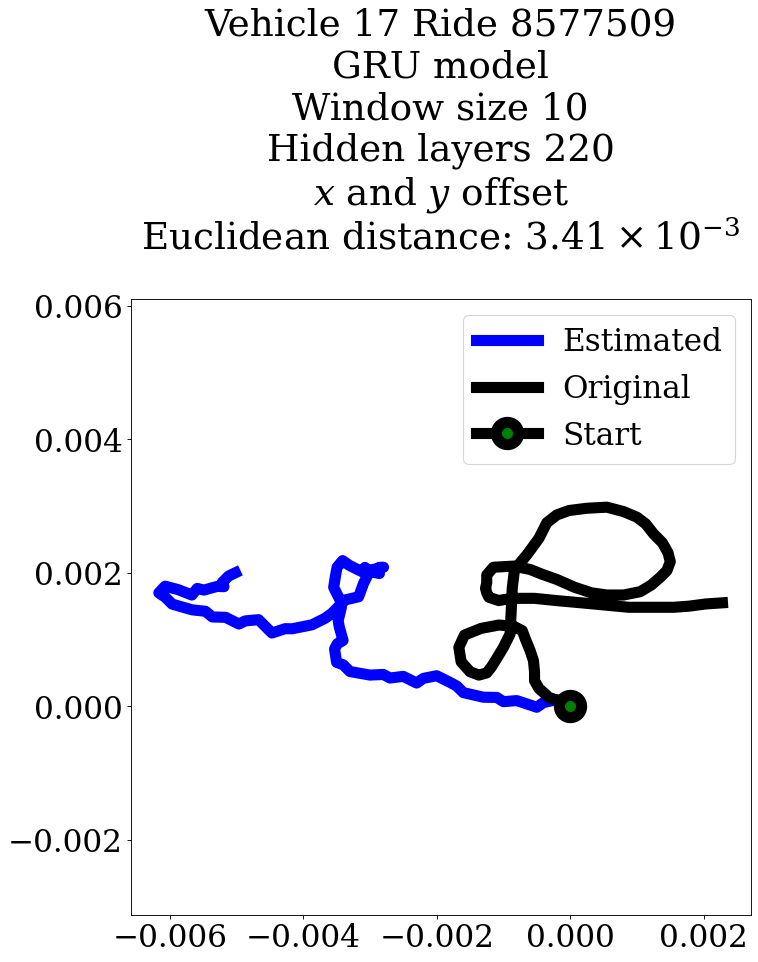 Vehicle 17 Ride 8577509
GRU model
Window size 10
Hidden layers 220
x and y offset
Euclidean distance: 3.41 × 10⁻³
0.006
Estimated
Original
Start
0.004
0.002
0.000
−0.002
−0.006 −0.004 −0.002 0.000 0.002